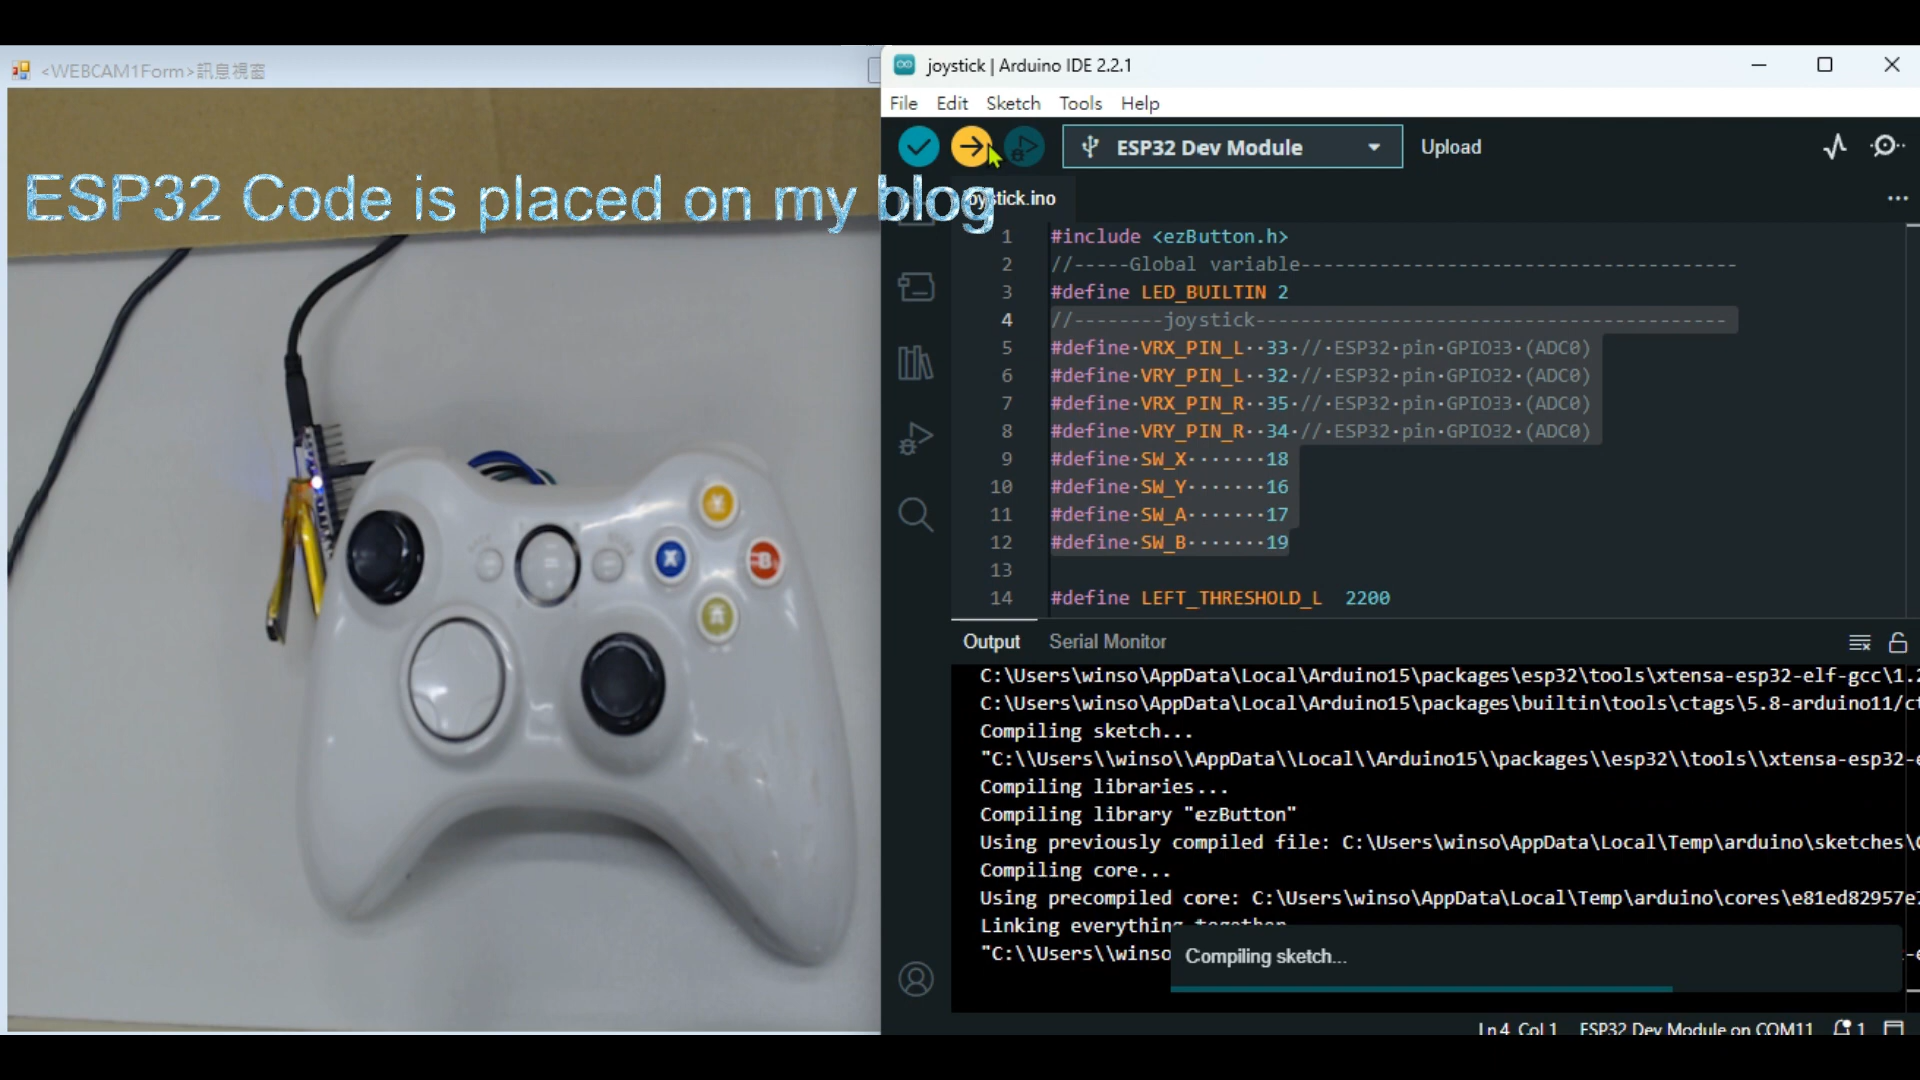 <WEBCAM1Form>訊息視窗
ESP32 Code is placed on my blog
joystick | Arduino IDE 2.2.1
File Edit Sketch Tools Help
ESP32 Dev Module
Upload
joystick.ino
1 #include <ezButton.h>
2 //-----Global variable---------------------------------------
3 #define LED_BUILTIN 2
4 //--------joystick------------------------------------------
5 #define·VRX_PIN_L··33·//·ESP32·pin·GPIO33·(ADC0)
6 #define·VRY_PIN_L··32·//·ESP32·pin·GPIO32·(ADC0)
7 #define·VRX_PIN_R··35·//·ESP32·pin·GPIO33·(ADC0)
8 #define·VRY_PIN_R··34·//·ESP32·pin·GPIO32·(ADC0)
9 #define·SW_X·······18
10 #define·SW_Y·······16
11 #define·SW_A·······17
12 #define·SW_B·······19
13
14 #define LEFT_THRESHOLD_L  2200
Output Serial Monitor
C:\Users\winso\AppData\Local\Arduino15\packages\esp32\tools\xtensa-esp32-elf-gcc\1.2
C:\Users\winso\AppData\Local\Arduino15\packages\builtin\tools\ctags\5.8-arduino11/ct
Compiling sketch...
"C:\\Users\\winso\\AppData\\Local\\Arduino15\\packages\\esp32\\tools\\xtensa-esp32-e
Compiling libraries...
Compiling library "ezButton"
Using previously compiled file: C:\Users\winso\AppData\Local\Temp\arduino\sketches\
Compiling core...
Using precompiled core: C:\Users\winso\AppData\Local\Temp\arduino\cores\e81ed82957e
Linking everything together
"C:\\Users\\winso
Compiling sketch...
Ln 4, Col 1 ESP32 Dev Module on COM11 1
Y
X
B
A